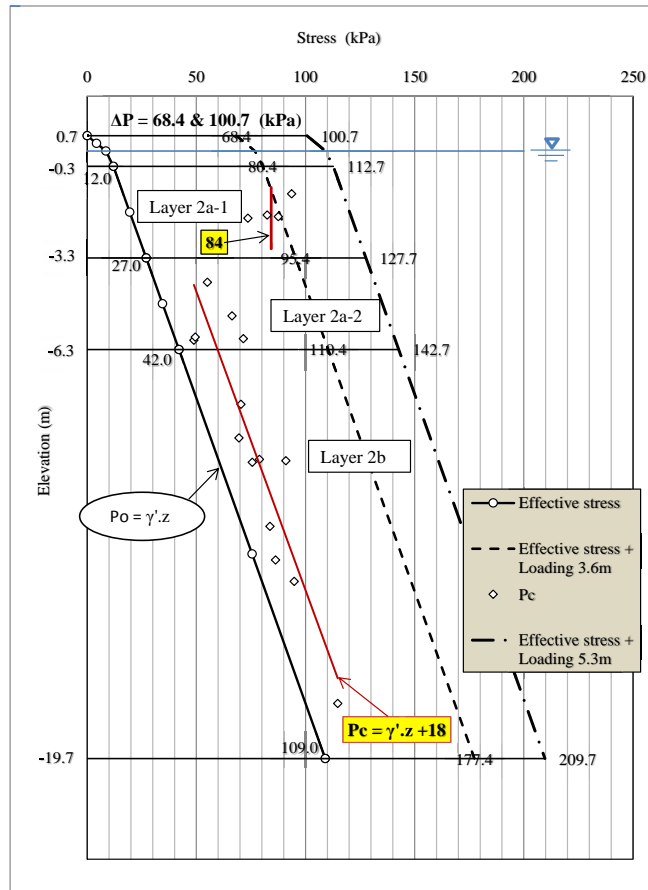 Stress (kPa)
0 50 100 150 200 250
ΔP = 68.4 & 100.7 (kPa)
0.7 68.4 100.7
-0.3 12.0 80.4 112.7
Layer 2a-1
84
-3.3 27.0 95.4 127.7
Layer 2a-2
-6.3 42.0 110.4 142.7
Elevation (m)
Layer 2b
Po = γ'.z
Effective stress
Effective stress +
Loading 3.6m
Pc
Effective stress +
Loading 5.3m
Pc = γ'.z +18
-19.7 109.0 177.4 209.7